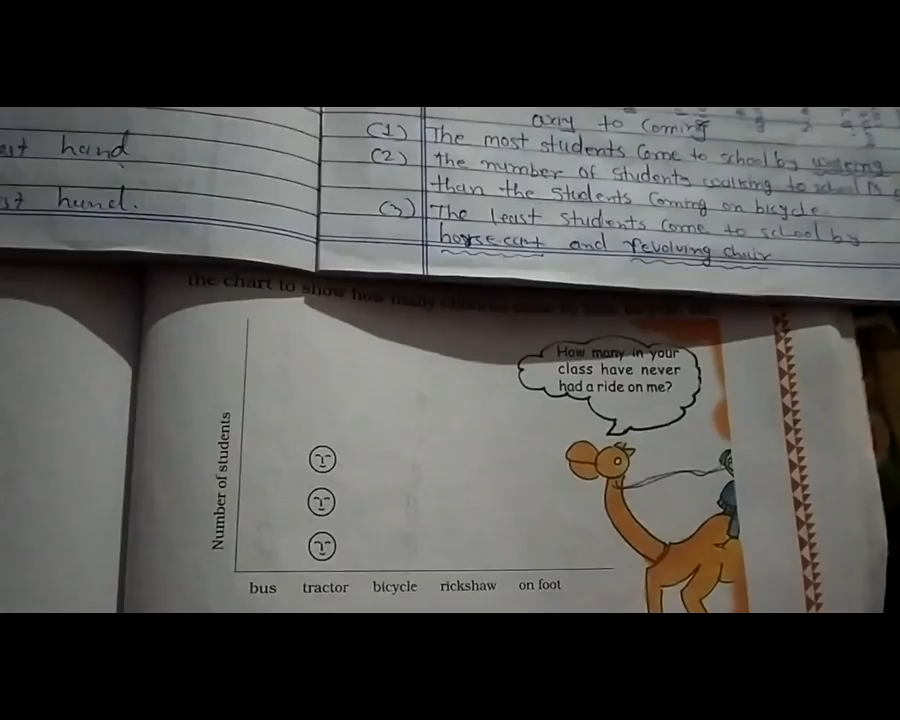 hand
hand.
way to coming
(1) The most students come to school by walking
(2) the number of students walking to school is
than the students coming on bicycle.
(3) The least students come to school by
horse cart and revolving chair
the chart to show how many
How many in your
class have never
had a ride on me?
Number of students
bus tractor bicycle rickshaw on foot